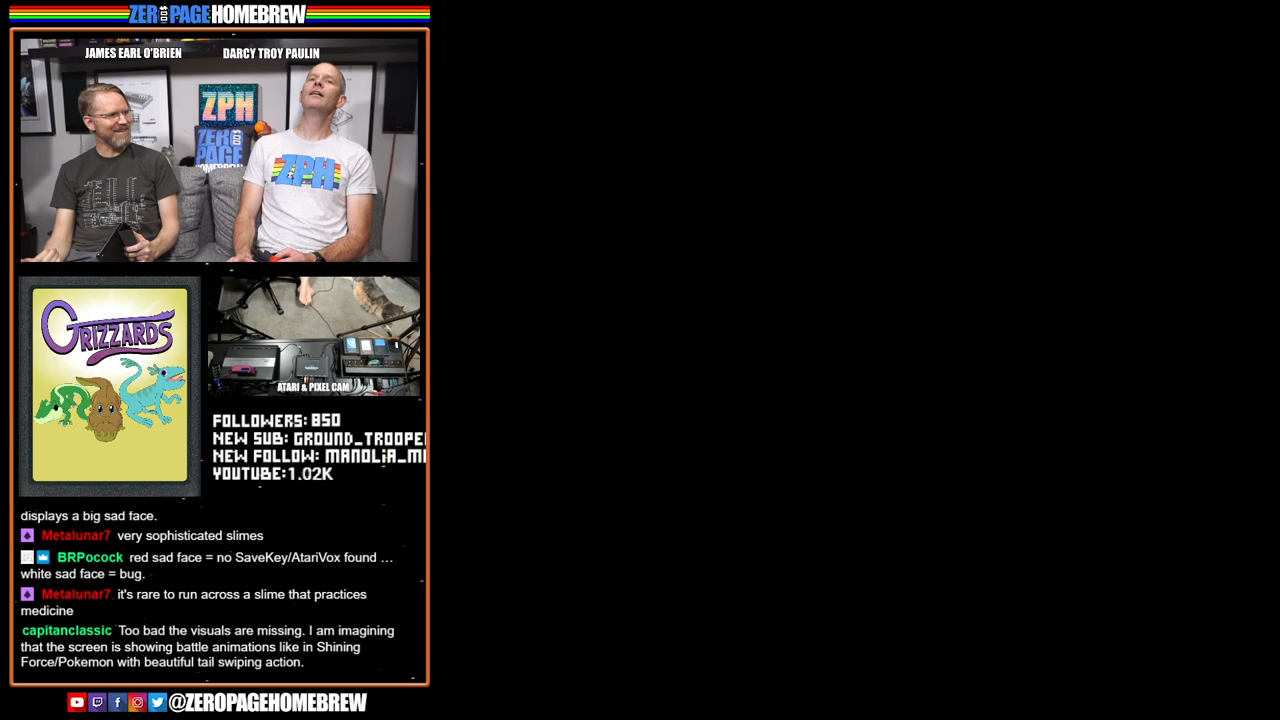 ZEROPAGE HOMEBREW
JAMES EARL O'BRIEN
DARCY TROY PAULIN
ZPH
ZERO
PAGE
HOMEBREW
ZPH
GRIZZARDS
ATARI & PIXEL CAM
FOLLOWERS: 850
NEW SUB: GROUND_TROOPE
NEW FOLLOW: MANOLIA_M
YOUTUBE:1.02K
displays a big sad face.
Metalunar7 very sophisticated slimes
BRPocock red sad face = no SaveKey/AtariVox found …
white sad face = bug.
Metalunar7 it's rare to run across a slime that practices
medicine
capitanclassic Too bad the visuals are missing. I am imagining
that the screen is showing battle animations like in Shining
Force/Pokemon with beautiful tail swiping action.
@ZEROPAGEHOMEBREW